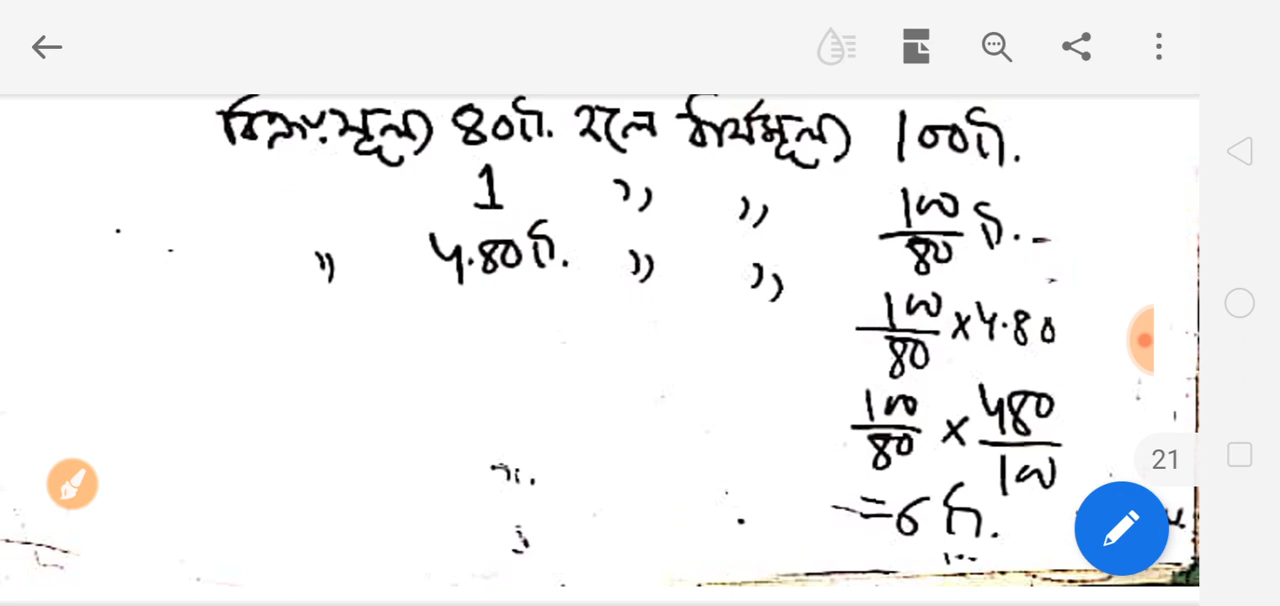 বিক্রয়মূল্য 80টা. হলে ধার্যমূল্য 100টা.
1 " " 100/80 টা.
" 4.80টা. " "
100/80 x 4.80
100/80 x 480/100
21
= 6 টা.